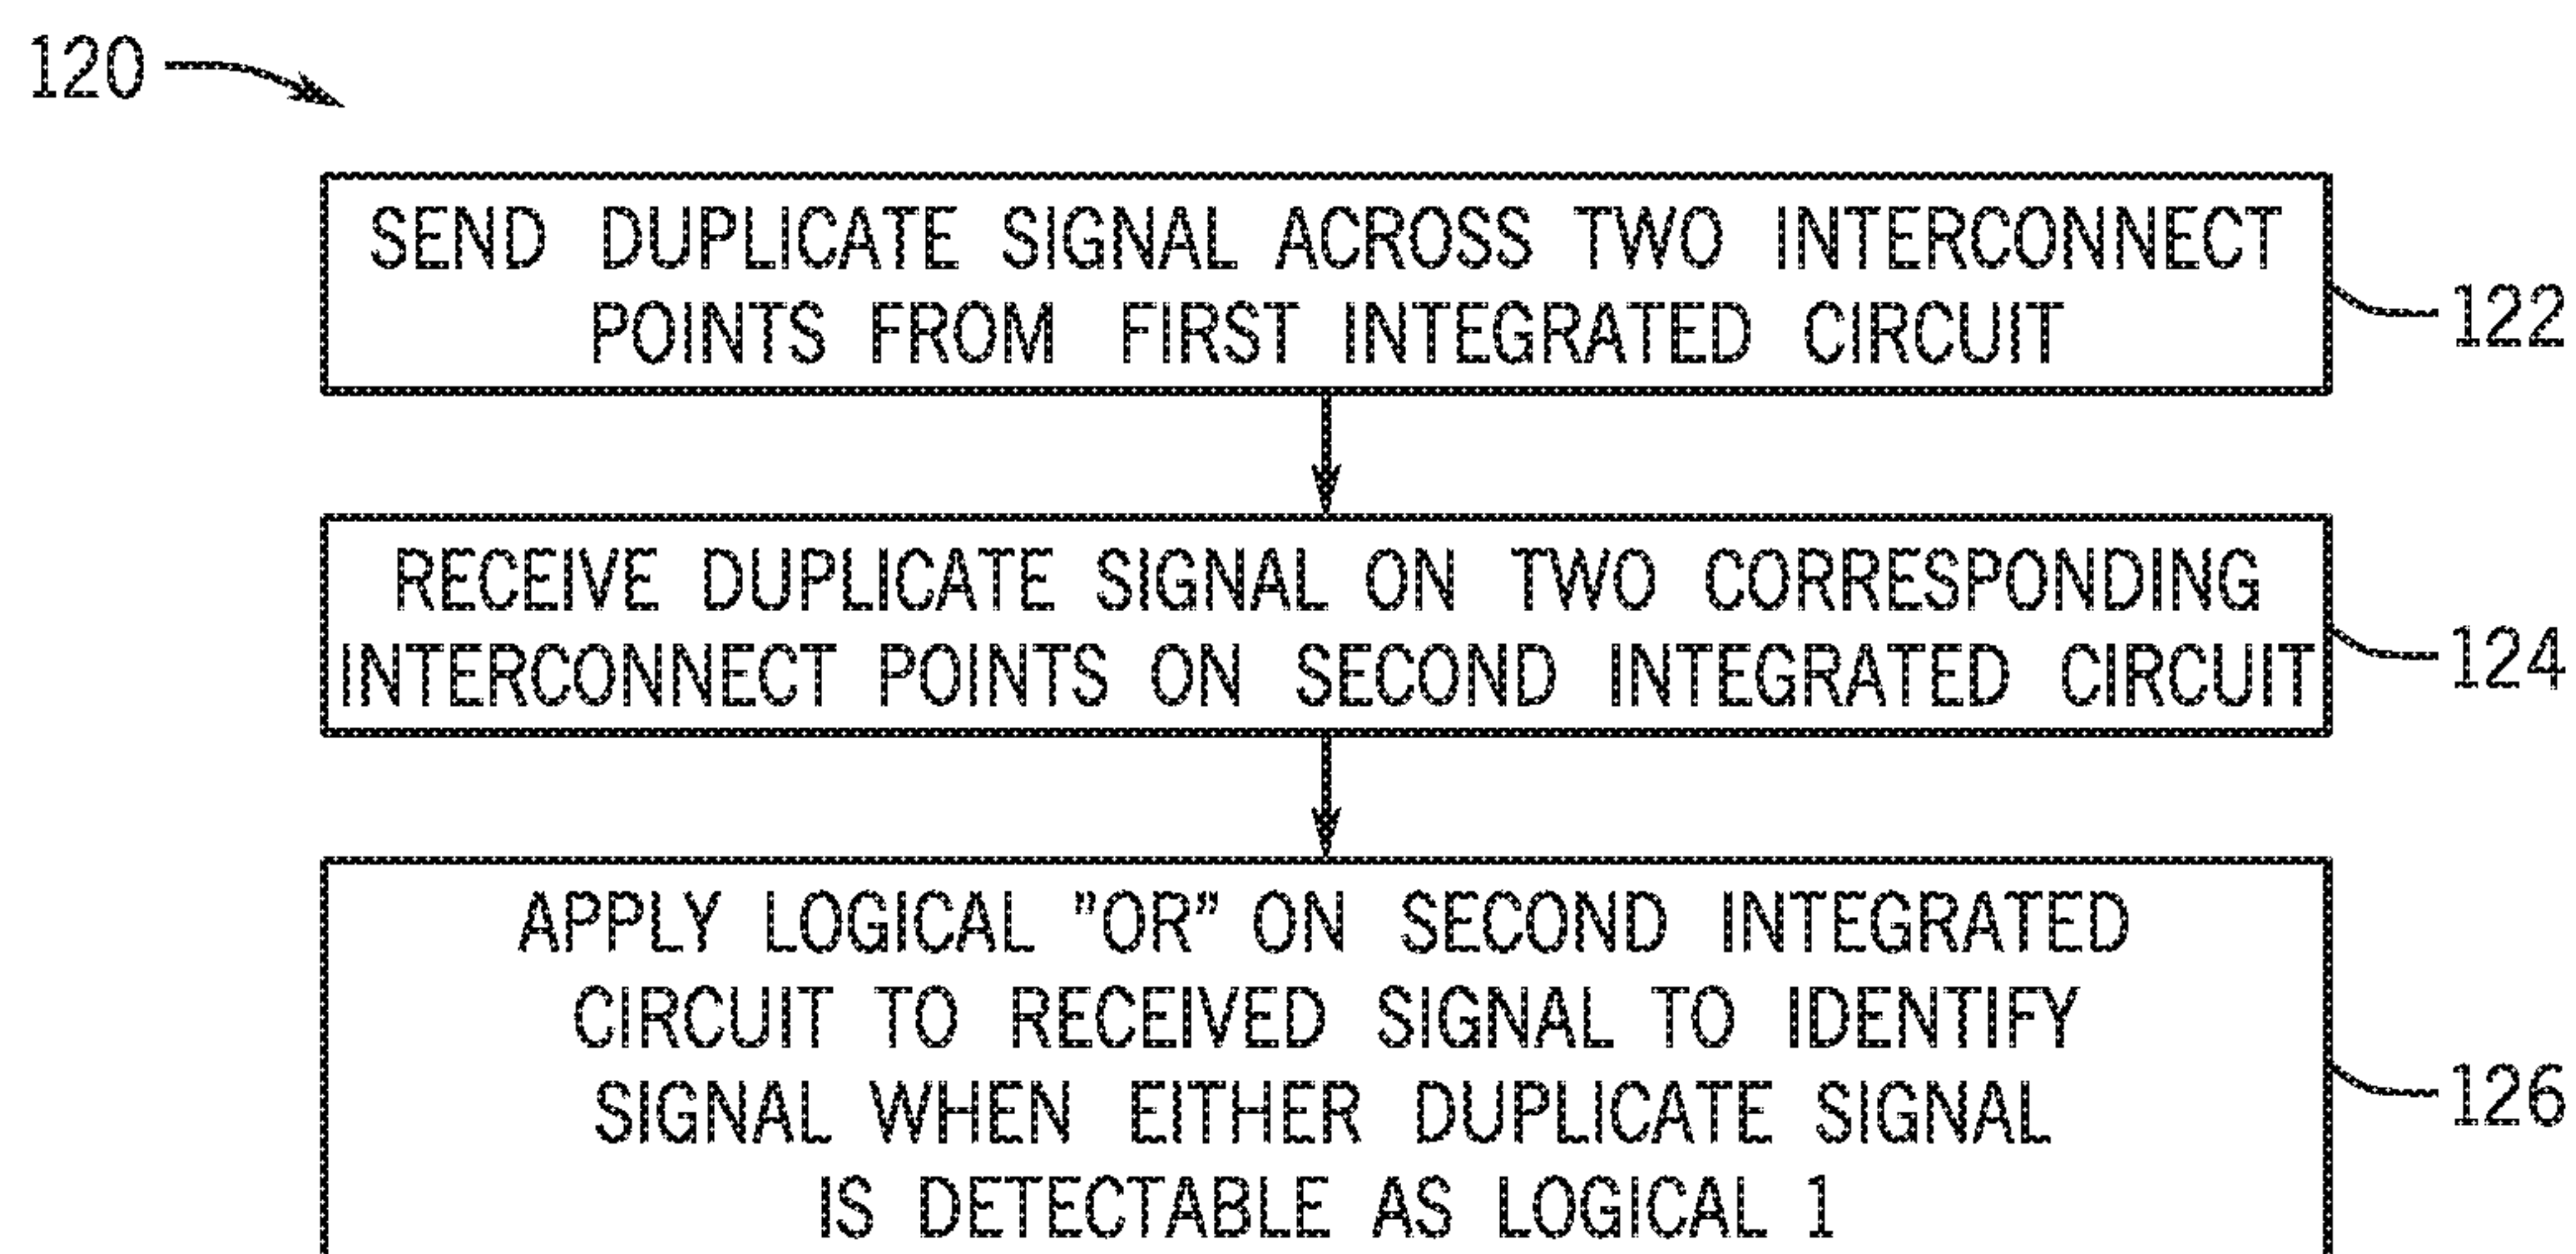 120
SEND DUPLICATE SIGNAL ACROSS TWO INTERCONNECT
POINTS FROM FIRST INTEGRATED CIRCUIT
122
RECEIVE DUPLICATE SIGNAL ON TWO CORRESPONDING
INTERCONNECT POINTS ON SECOND INTEGRATED CIRCUIT
124
APPLY LOGICAL ”OR” ON SECOND INTEGRATED
CIRCUIT TO RECEIVED SIGNAL TO IDENTIFY
SIGNAL WHEN EITHER DUPLICATE SIGNAL
IS DETECTABLE AS LOGICAL 1
126